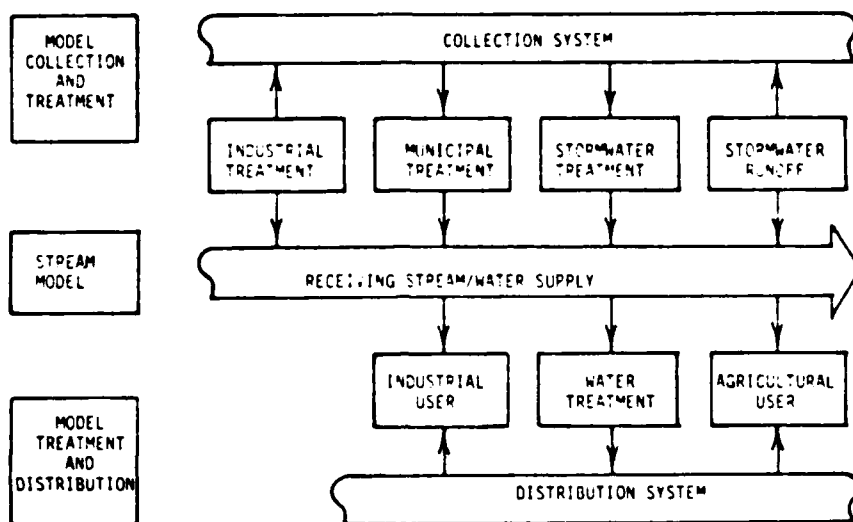 MODEL
COLLECTION
AND
TREATMENT
COLLECTION SYSTEM
INDUSTRIAL
TREATMENT
MUNICIPAL
TREATMENT
STORMWATER
TREATMENT
STORMWATER
RUNOFF
STREAM
MODEL
RECEIVING STREAM/WATER SUPPLY
INDUSTRIAL
USER
WATER
TREATMENT
AGRICULTURAL
USER
MODEL
TREATMENT
AND
DISTRIBUTION
DISTRIBUTION SYSTEM